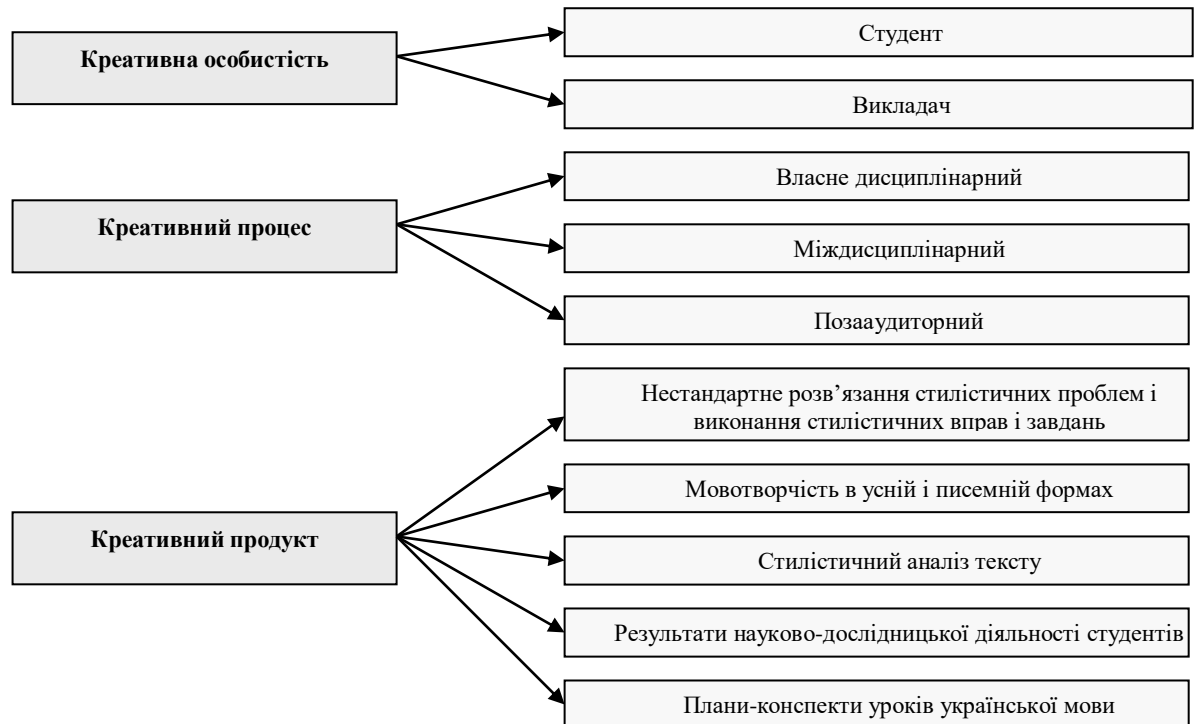 Креативна особистість
Студент
Викладач
Креативний процес
Власне дисциплінарний
Міждисциплінарний
Позааудиторний
Креативний продукт
Нестандартне розв’язання стилістичних проблем і
виконання стилістичних вправ і завдань
Мовотворчість в усній і писемній формах
Стилістичний аналіз тексту
Результати науково-дослідницької діяльності студентів
Плани-конспекти уроків української мови